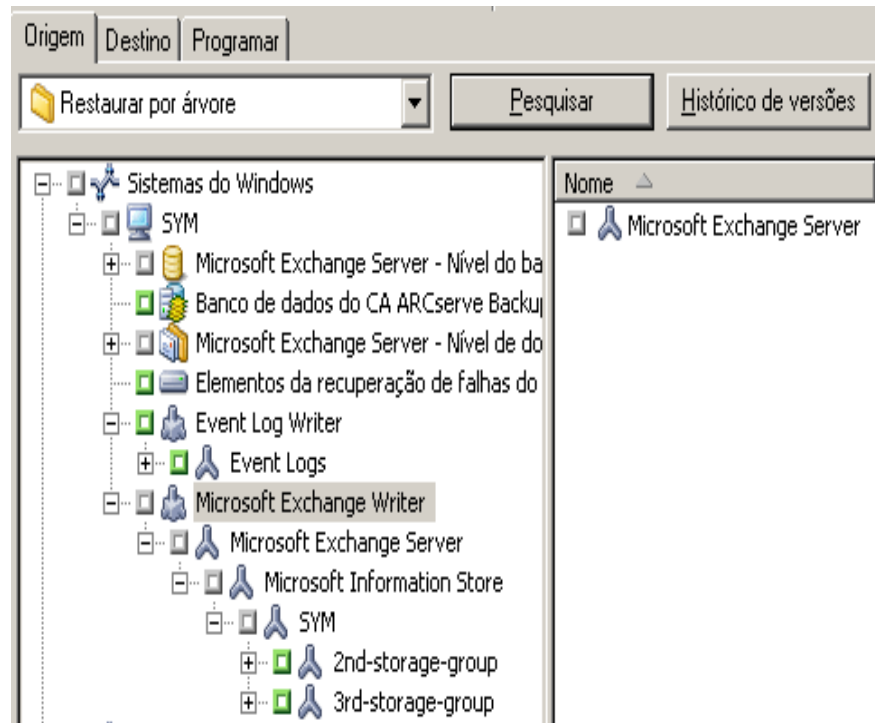 Origem Destino Programar
Restaurar por árvore Pesquisar Histórico de versões
Sistemas do Windows
SYM
Microsoft Exchange Server - Nível do ba
Banco de dados do CA ARCserve Backu
Microsoft Exchange Server - Nível de do
Elementos da recuperação de falhas do
Event Log Writer
Event Logs
Microsoft Exchange Writer
Microsoft Exchange Server
Microsoft Information Store
SYM
2nd-storage-group
3rd-storage-group
Nome
Microsoft Exchange Server